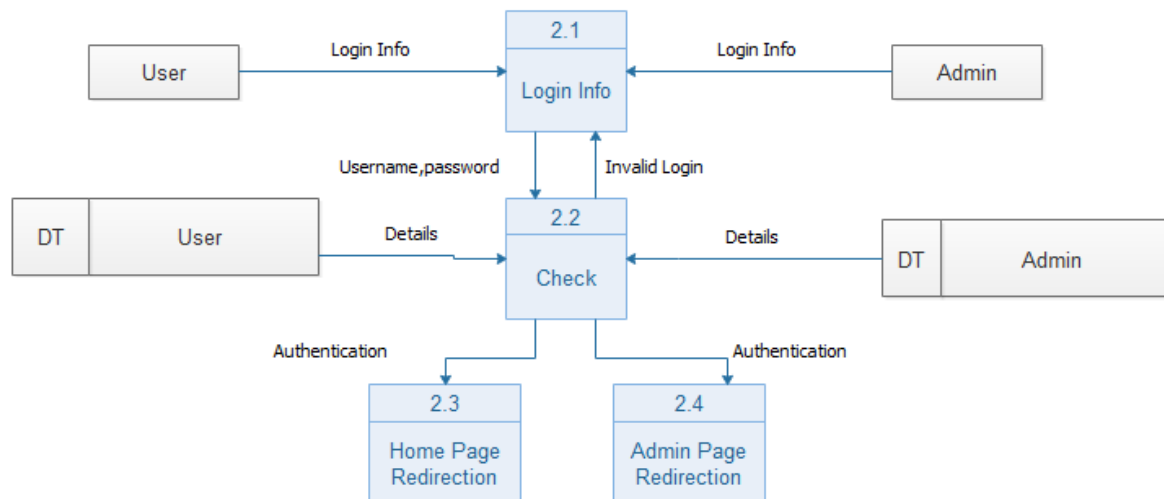 2.1
Login Info
Login Info
User
Admin
Login Info
Username,password
Invalid Login
2.2
DT
User
Details
Details
DT
Admin
Check
Authentication
Authentication
2.3
2.4
Home Page
Redirection
Admin Page
Redirection